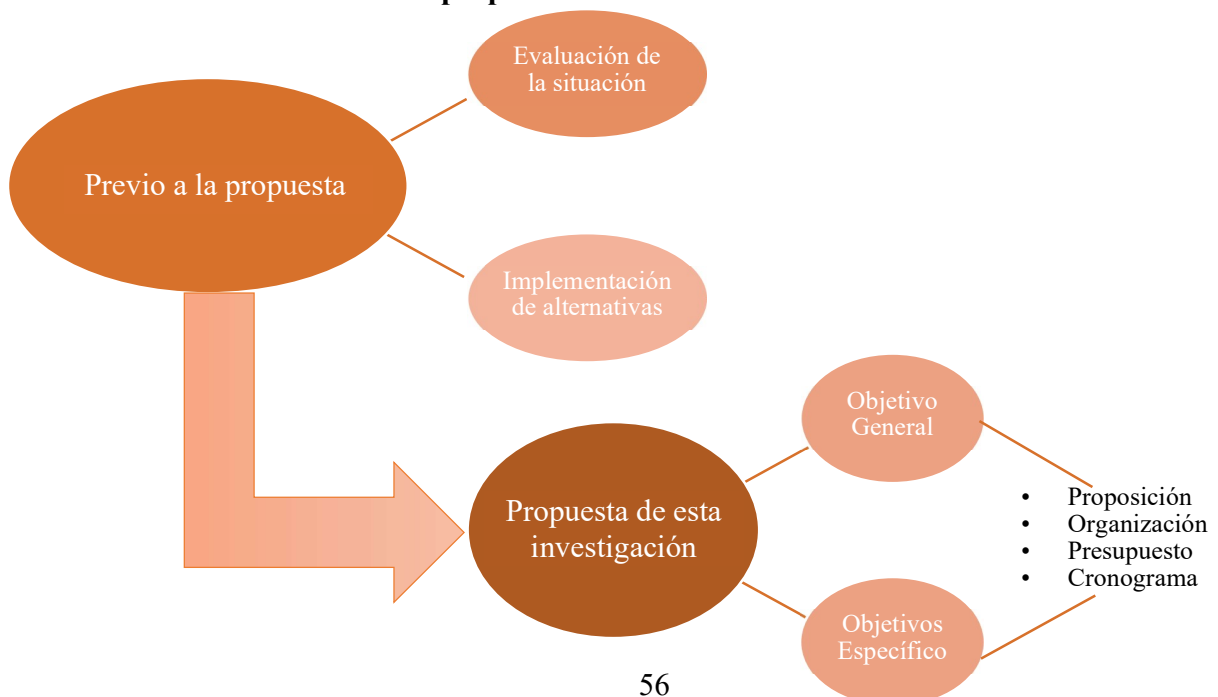 Evaluación de
la situación
Previo a la propuesta
Implementación
de alternativas
Objetivo
General
Propuesta de esta
investigación
• Proposición
• Organización
• Presupuesto
• Cronograma
Objetivos
Específico
56